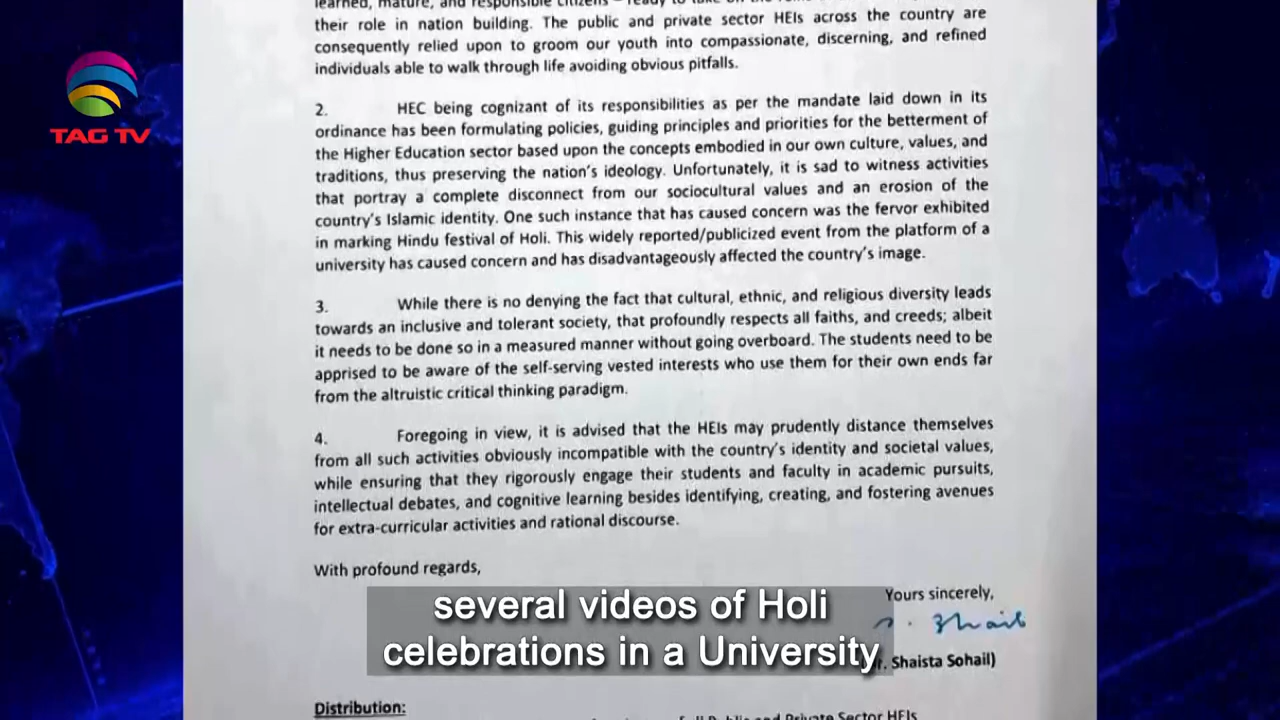 learned, mature, and responsible citizens – ready to take on the
their role in nation building. The public and private sector HEIs across the country are
consequently relied upon to groom our youth into compassionate, discerning, and refined
individuals able to walk through life avoiding obvious pitfalls.
2. HEC being cognizant of its responsibilities as per the mandate laid down in its
ordinance has been formulating policies, guiding principles and priorities for the betterment of
the Higher Education sector based upon the concepts embodied in our own culture, values, and
traditions, thus preserving the nation's ideology. Unfortunately, it is sad to witness activities
that portray a complete disconnect from our sociocultural values and an erosion of the
country's Islamic identity. One such instance that has caused concern was the fervor exhibited
in marking Hindu festival of Holi. This widely reported/publicized event from the platform of a
university has caused concern and has disadvantageously affected the country's image.
3. While there is no denying the fact that cultural, ethnic, and religious diversity leads
towards an inclusive and tolerant society, that profoundly respects all faiths, and creeds; albeit
it needs to be done so in a measured manner without going overboard. The students need to be
apprised to be aware of the self-serving vested interests who use them for their own ends far
from the altruistic critical thinking paradigm.
4. Foregoing in view, it is advised that the HEIs may prudently distance themselves
from all such activities obviously incompatible with the country's identity and societal values,
while ensuring that they rigorously engage their students and faculty in academic pursuits,
intellectual debates, and cognitive learning besides identifying, creating, and fostering avenues
for extra-curricular activities and rational discourse.
With profound regards,
Yours sincerely,
Shaista Sohail)
Distribution:
Public and Private Sector HEIs
TAG TV
several videos of Holi
celebrations in a University